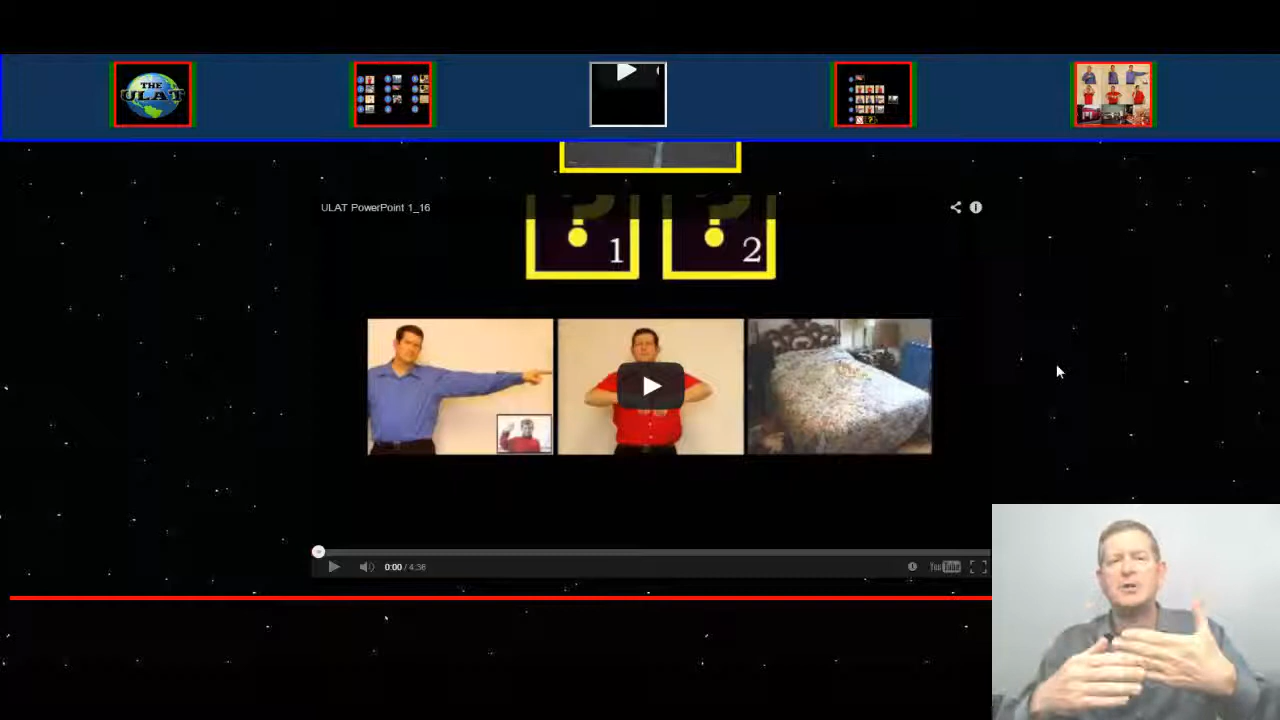 THE
ULAT
ULAT PowerPoint 1_16
? 1
? 2
0:00 / 4:36
YouTube